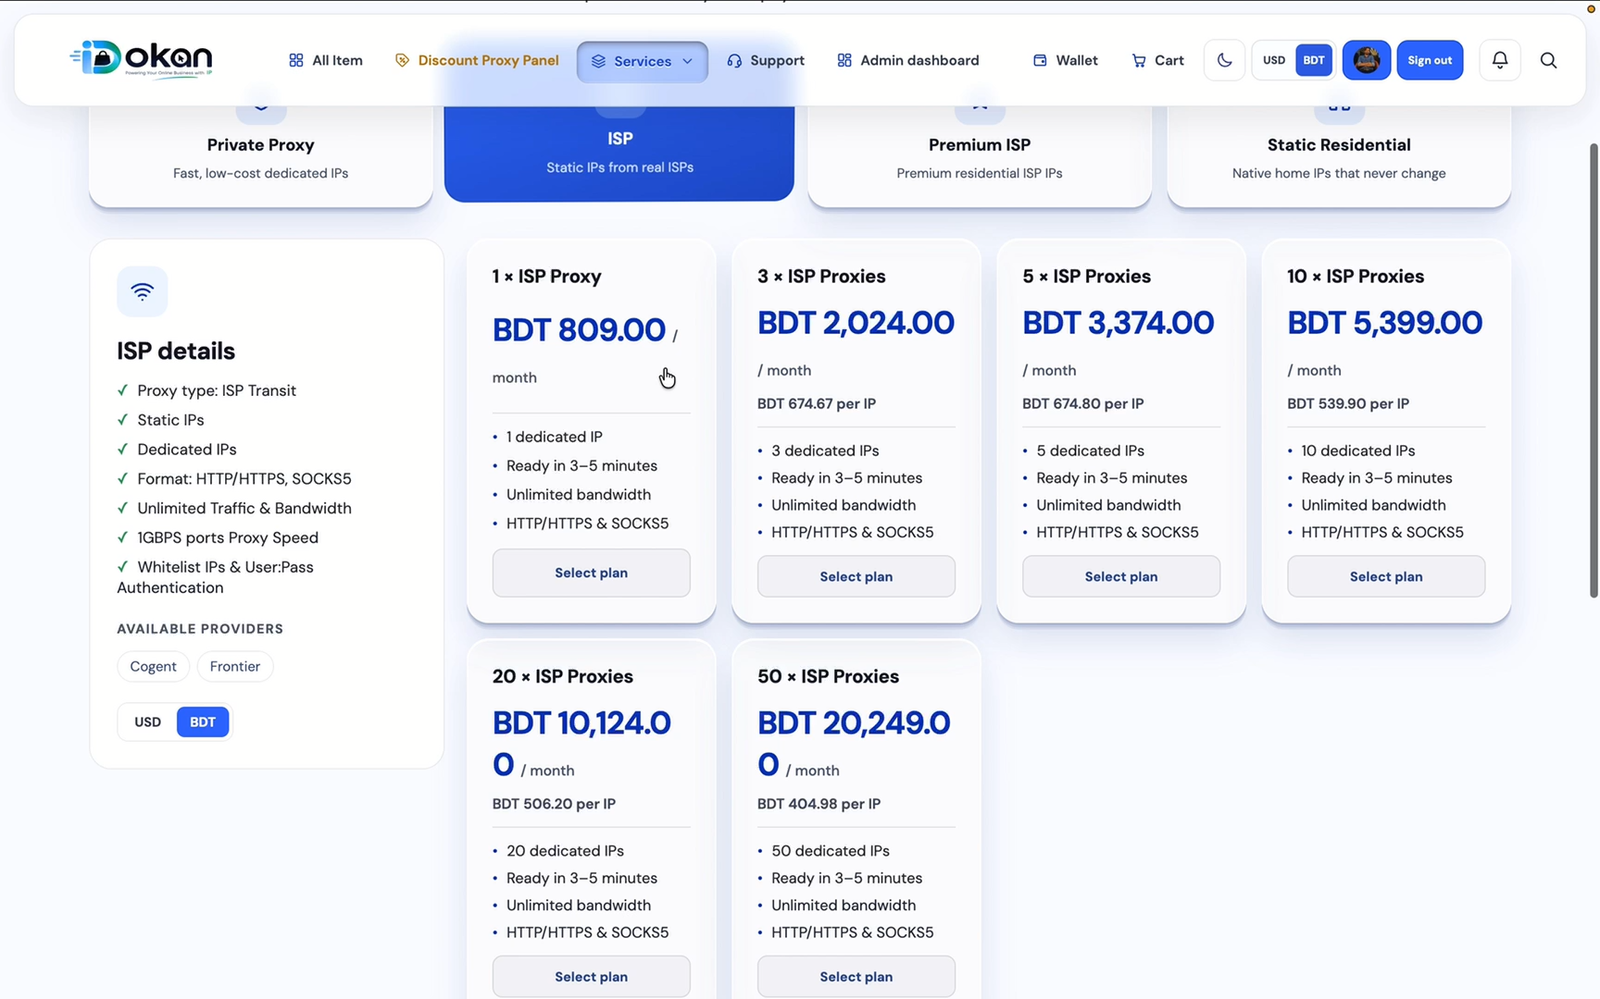 iDokan
Powering Your Online Business with IP
All Item
Discount Proxy Panel
Services
Support
Admin dashboard
Wallet
Cart
USD
BDT
Sign out
Private Proxy
Fast, low-cost dedicated IPs
ISP
Static IPs from real ISPs
Premium ISP
Premium residential ISP IPs
Static Residential
Native home IPs that never change
ISP details
✓ Proxy type: ISP Transit
✓ Static IPs
✓ Dedicated IPs
✓ Format: HTTP/HTTPS, SOCKS5
✓ Unlimited Traffic & Bandwidth
✓ 1GBPS ports Proxy Speed
✓ Whitelist IPs & User:Pass
Authentication
AVAILABLE PROVIDERS
Cogent
Frontier
USD
BDT
1 × ISP Proxy
BDT 809.00 /
month
• 1 dedicated IP
• Ready in 3–5 minutes
• Unlimited bandwidth
• HTTP/HTTPS & SOCKS5
Select plan
3 × ISP Proxies
BDT 2,024.00
/ month
BDT 674.67 per IP
• 3 dedicated IPs
• Ready in 3–5 minutes
• Unlimited bandwidth
• HTTP/HTTPS & SOCKS5
Select plan
5 × ISP Proxies
BDT 3,374.00
/ month
BDT 674.80 per IP
• 5 dedicated IPs
• Ready in 3–5 minutes
• Unlimited bandwidth
• HTTP/HTTPS & SOCKS5
Select plan
10 × ISP Proxies
BDT 5,399.00
/ month
BDT 539.90 per IP
• 10 dedicated IPs
• Ready in 3–5 minutes
• Unlimited bandwidth
• HTTP/HTTPS & SOCKS5
Select plan
20 × ISP Proxies
BDT 10,124.0
0 / month
BDT 506.20 per IP
• 20 dedicated IPs
• Ready in 3–5 minutes
• Unlimited bandwidth
• HTTP/HTTPS & SOCKS5
Select plan
50 × ISP Proxies
BDT 20,249.0
0 / month
BDT 404.98 per IP
• 50 dedicated IPs
• Ready in 3–5 minutes
• Unlimited bandwidth
• HTTP/HTTPS & SOCKS5
Select plan